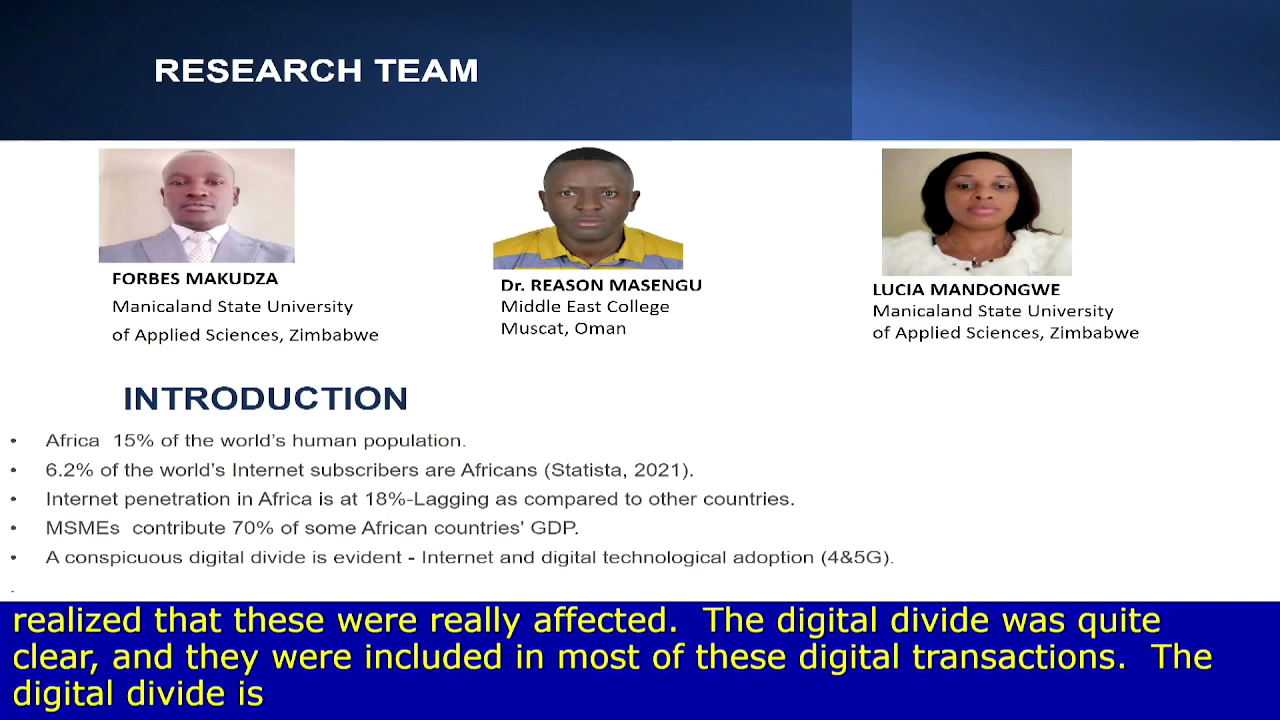 RESEARCH TEAM
FORBES MAKUDZA
Manicaland State University
of Applied Sciences, Zimbabwe
Dr. REASON MASENGU
Middle East College
Muscat, Oman
LUCIA MANDONGWE
Manicaland State University
of Applied Sciences, Zimbabwe
INTRODUCTION
• Africa 15% of the world's human population.
• 6.2% of the world's Internet subscribers are Africans (Statista, 2021).
• Internet penetration in Africa is at 18%-Lagging as compared to other countries.
• MSMEs contribute 70% of some African countries' GDP.
• A conspicuous digital divide is evident - Internet and digital technological adoption (4&5G).
.
realized that these were really affected. The digital divide was quite
clear, and they were included in most of these digital transactions. The
digital divide is